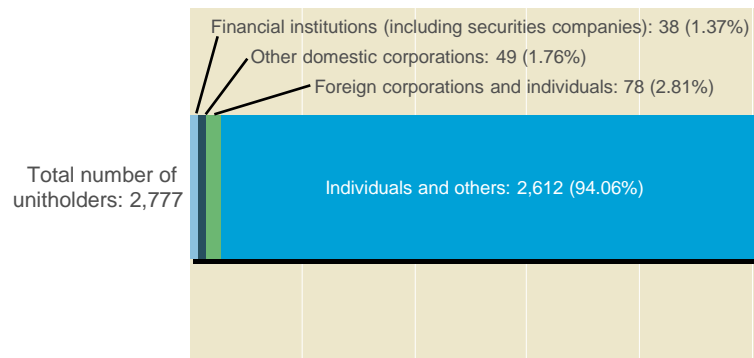 Financial institutions (including securities companies): 38 (1.37%)
Other domestic corporations: 49 (1.76%)
Foreign corporations and individuals: 78 (2.81%)
Total number of
unitholders: 2,777
Individuals and others: 2,612 (94.06%)